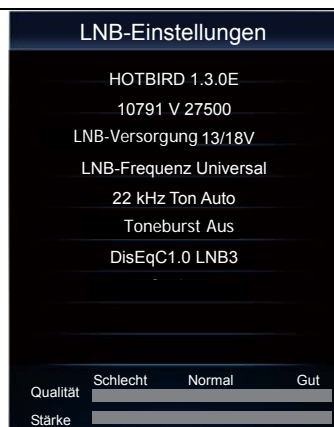 LNB-Einstellungen
HOTBIRD 1.3.0E
10791 V 27500
LNB-Versorgung 13/18V
LNB-Frequenz Universal
22 kHz Ton Auto
Toneburst Aus
DisEqC1.0 LNB3
Schlecht Normal Gut
Qualität
Stärke